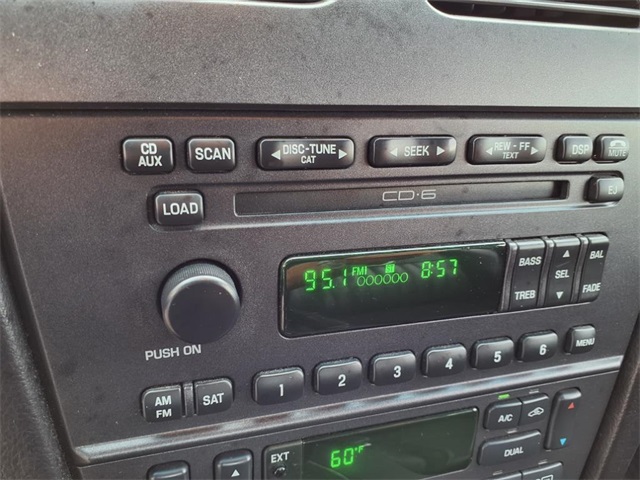 CD AUX SCAN DISC-TUNE CAT SEEK REW - FF TEXT DSP MUTE
LOAD CD·6 EJ
95.1 FM1 8:57 BASS TREB SEL BAL FADE
PUSH ON
AM FM SAT 1 2 3 4 5 6 MENU
EXT 60°F A/C DUAL